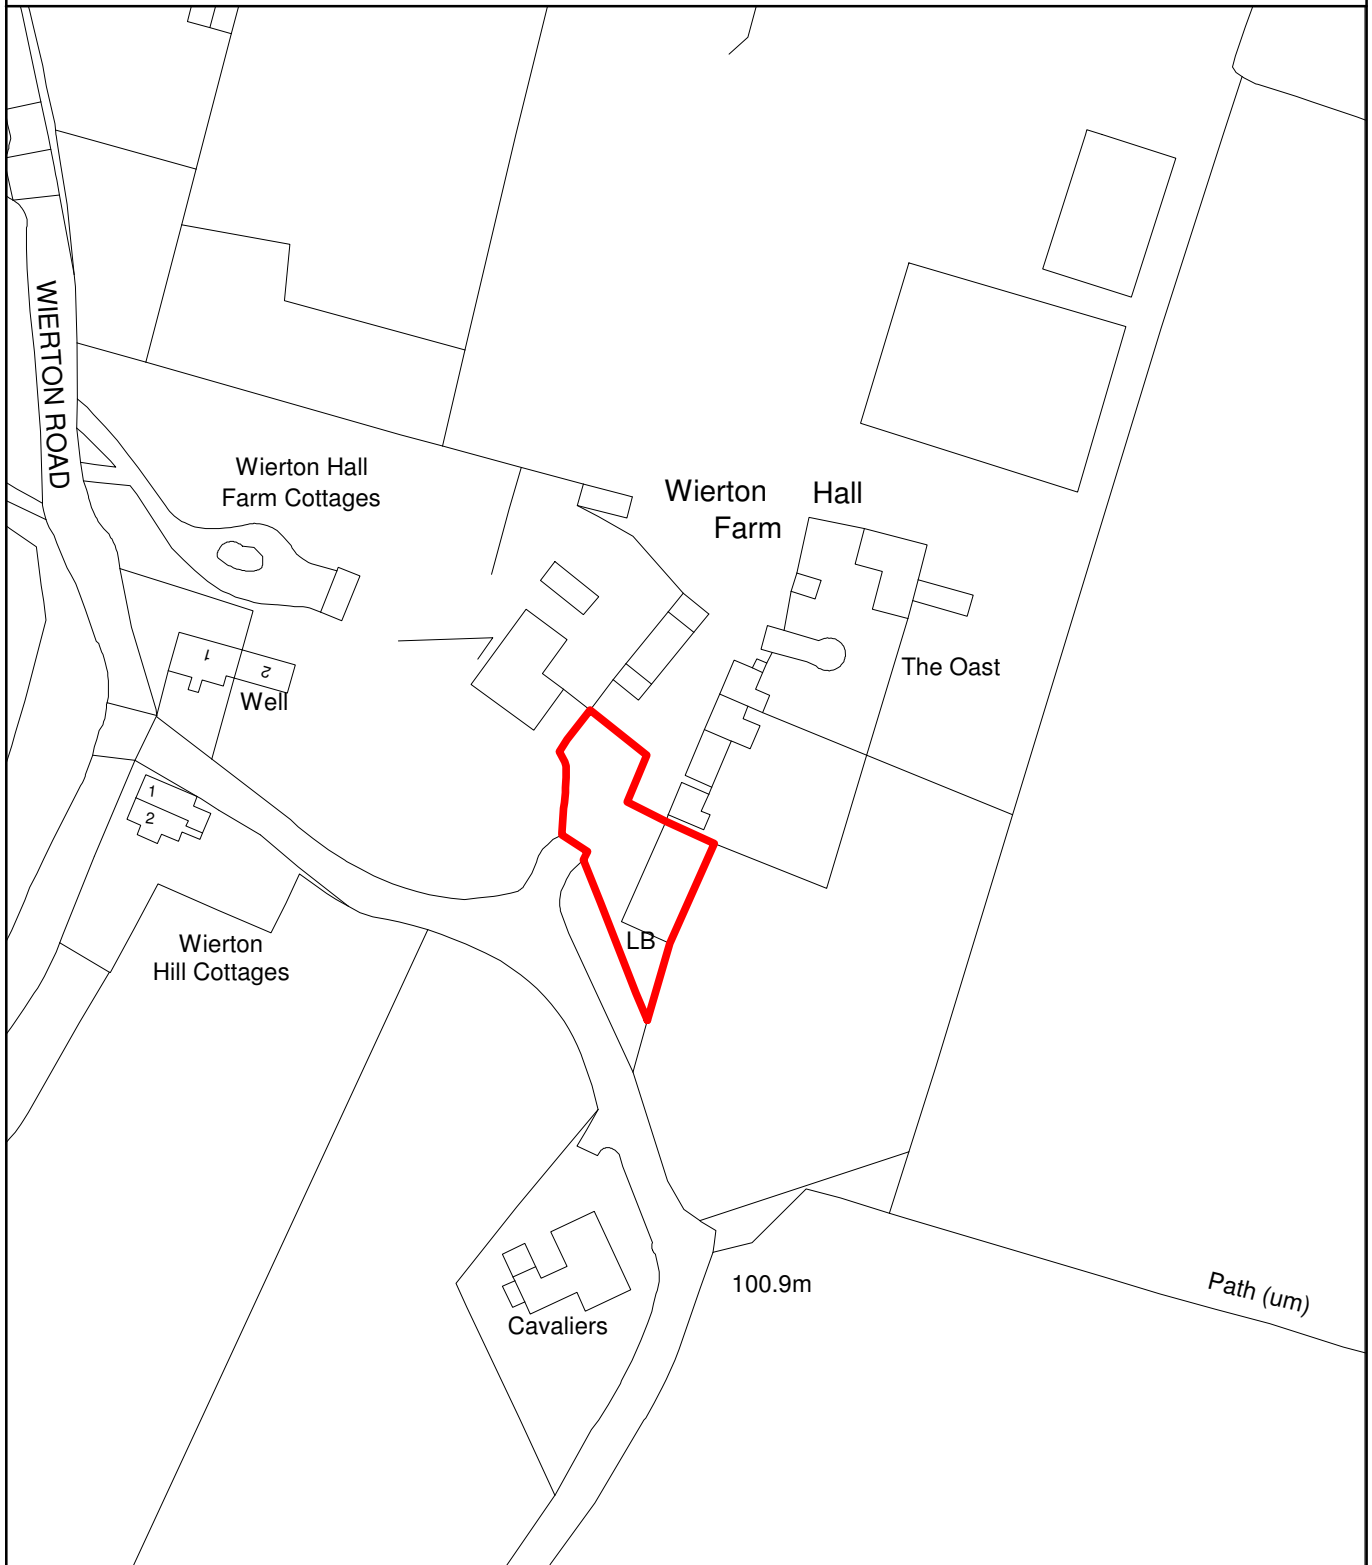 WIERTON ROAD
Wierton Hall
Farm Cottages
Wierton Hall
Farm
The Oast
1
2
Well
1
2
LB
Wierton
Hill Cottages
100.9m
Path (um)
Cavaliers